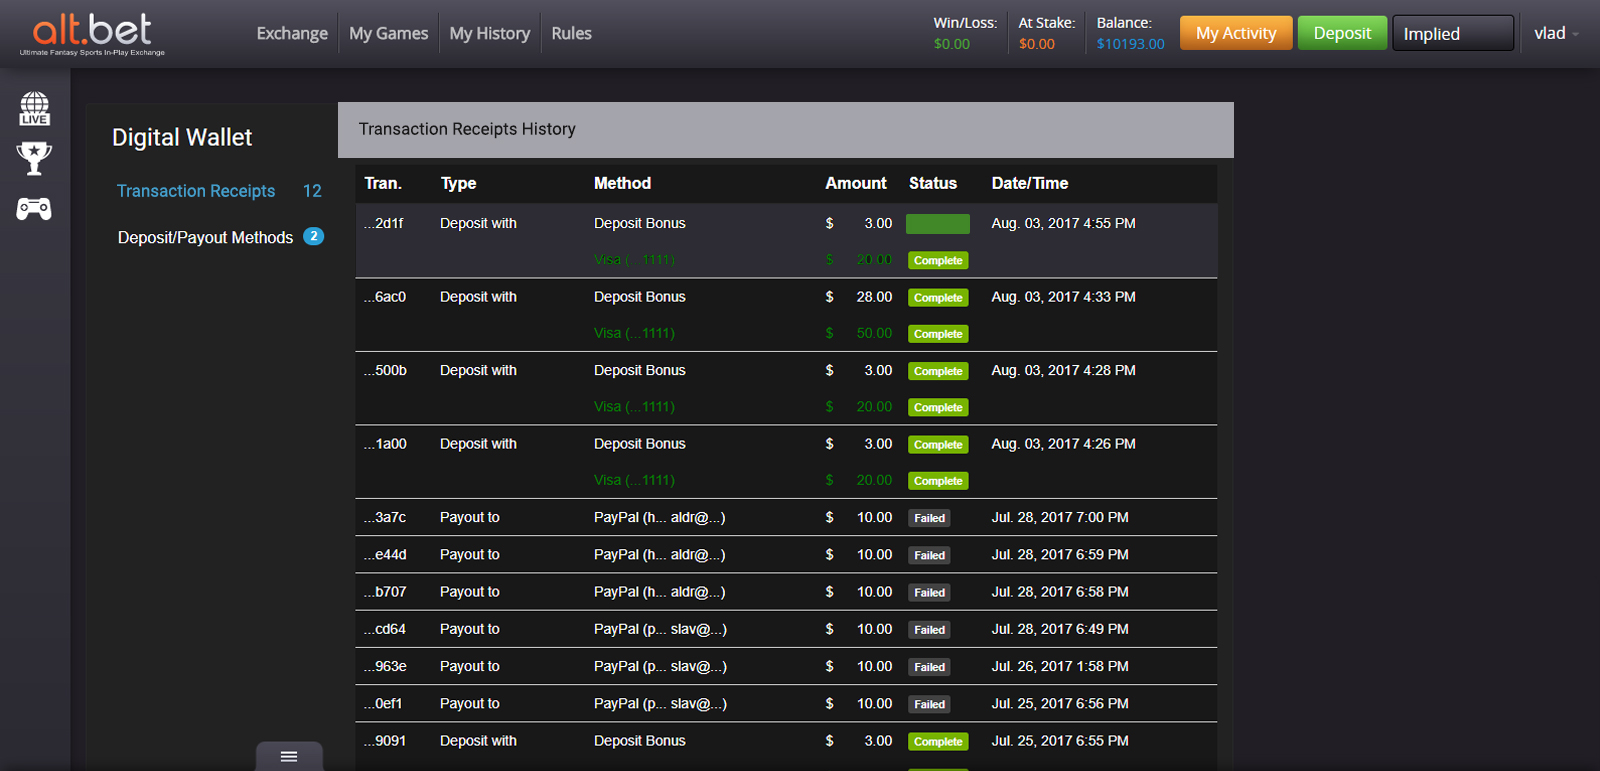 alt.bet
Ultimate Fantasy Sports In-Play Exchange
Exchange My Games My History Rules
Win/Loss: At Stake: Balance:
$0.00 $0.00 $10193.00
My Activity Deposit Implied vlad
LIVE
Digital Wallet
Transaction Receipts 12
Deposit/Payout Methods 2
Transaction Receipts History
Tran. Type Method Amount Status Date/Time
...2d1f Deposit with Deposit Bonus $ 3.00 Aug. 03, 2017 4:55 PM
Visa (...1111) $ 20.00 Complete
...6ac0 Deposit with Deposit Bonus $ 28.00 Complete Aug. 03, 2017 4:33 PM
Visa (...1111) $ 50.00 Complete
...500b Deposit with Deposit Bonus $ 3.00 Complete Aug. 03, 2017 4:28 PM
Visa (...1111) $ 20.00 Complete
...1a00 Deposit with Deposit Bonus $ 3.00 Complete Aug. 03, 2017 4:26 PM
Visa (...1111) $ 20.00 Complete
...3a7c Payout to PayPal (h... aldr@...) $ 10.00 Failed Jul. 28, 2017 7:00 PM
...e44d Payout to PayPal (h... aldr@...) $ 10.00 Failed Jul. 28, 2017 6:59 PM
...b707 Payout to PayPal (h... aldr@...) $ 10.00 Failed Jul. 28, 2017 6:58 PM
...cd64 Payout to PayPal (p... slav@...) $ 10.00 Failed Jul. 28, 2017 6:49 PM
...963e Payout to PayPal (p... slav@...) $ 10.00 Failed Jul. 26, 2017 1:58 PM
...0ef1 Payout to PayPal (p... slav@...) $ 10.00 Failed Jul. 25, 2017 6:56 PM
...9091 Deposit with Deposit Bonus $ 3.00 Complete Jul. 25, 2017 6:55 PM